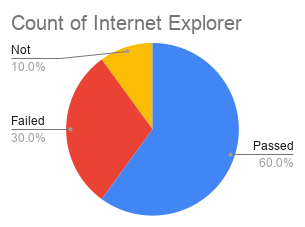 Count of Internet Explorer
Not
10.0%
Failed
30.0%
Passed
60.0%